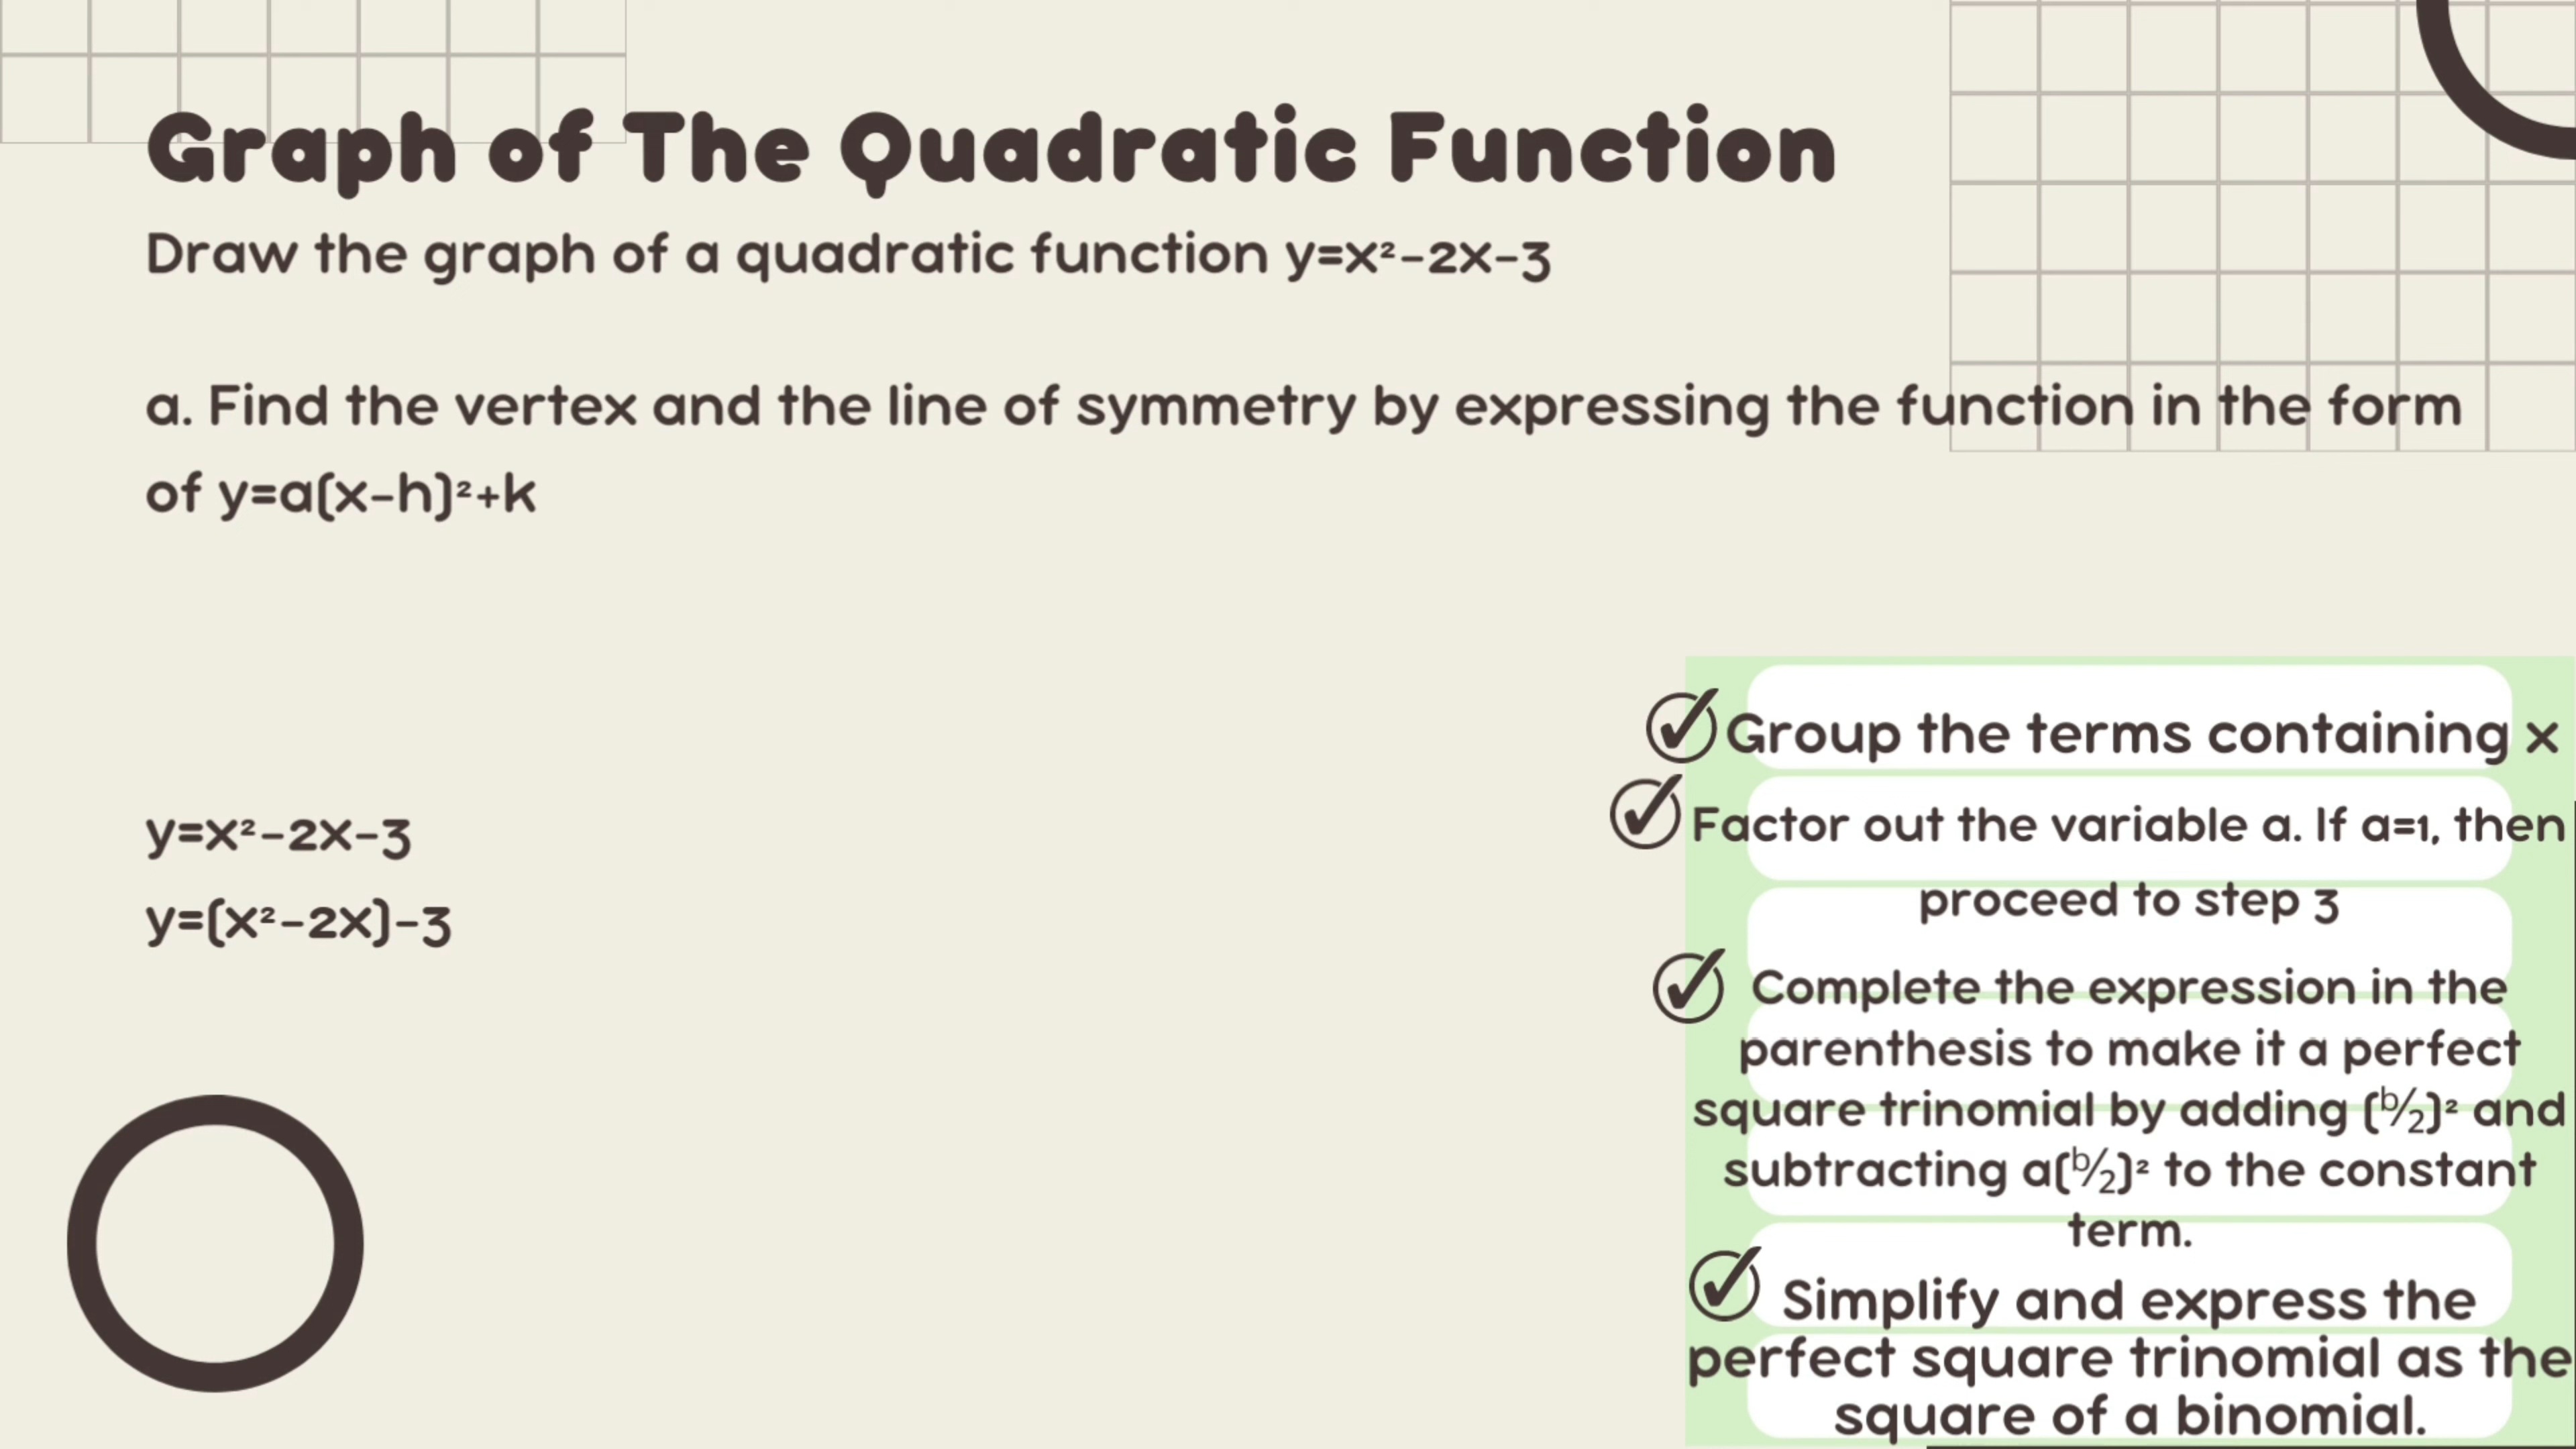 Graph of The Quadratic Function
Draw the graph of a quadratic function y=x²-2x-3
a. Find the vertex and the line of symmetry by expressing the function in the form
of y=a(x-h)²+k
y=x²-2x-3
y=(x²-2x)-3
Group the terms containing x
Factor out the variable a. If a=1, then
proceed to step 3
Complete the expression in the
parenthesis to make it a perfect
square trinomial by adding (b/2)² and
subtracting a(b/2)² to the constant
term.
Simplify and express the
perfect square trinomial as the
square of a binomial.